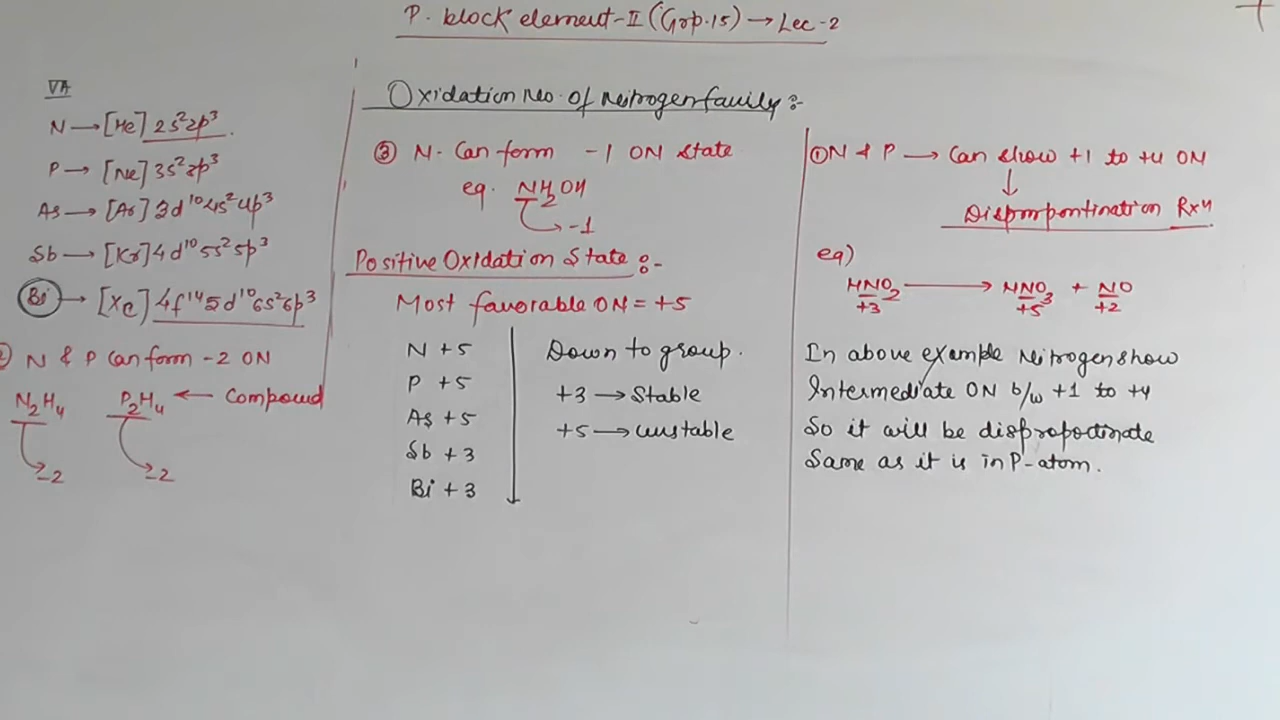 P. block element-II (Grp.15) → Lec-2
VA
N → [He] 2s²2p³
P → [Ne] 3s²3p³
As → [Ar] 3d¹⁰4s²4p³
Sb → [Kr] 4d¹⁰5s²5p³
Bi → [Xe] 4f¹⁴5d¹⁰6s²6p³
N & P Can form -2 ON
N₂H₄ P₂H₄ ← Compound
-2 -2
Oxidation No. Of Neitrogen fauily :-
③ N. Can form -1 ON State
eg. NH₂OH
-1
Positive Oxidation State :-
Most favorable ON = +5
N +5
P +5
As +5
Sb +3
Bi +3
Down to group.
+3 → Stable
+5 → unstable
① N & P → Can show +1 to +4 ON
↓
Dispropontination Rxn
eg)
HNO₂ → HNO₃ + NO
+3 +5 +2
In above example Neitrogen show
Intermediate ON b/w +1 to +4
So it will be disproportinate
Same as it is in P-atom.